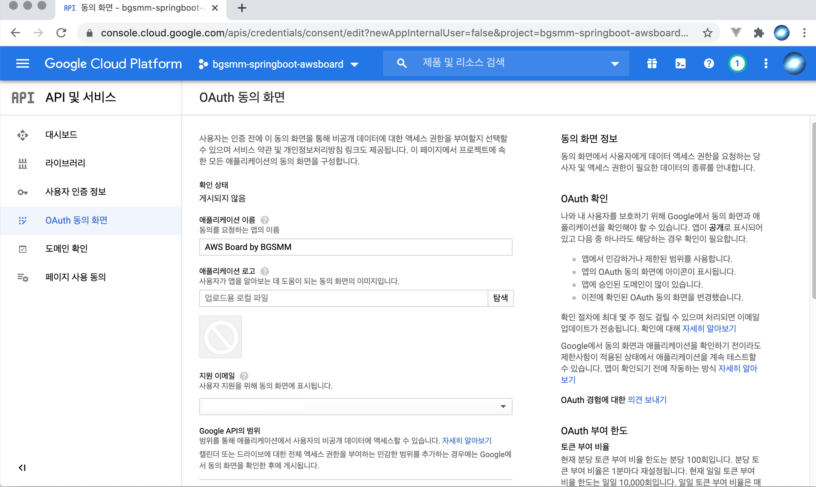 API 동의 화면 - bgsmm-springboot-
console.cloud.google.com/apis/credentials/consent/edit?newAppInternalUser=false&project=bgsmm-springboot-awsboard...
Google Cloud Platform
bgsmm-springboot-awsboard
제품 및 리소스 검색
1
API API 및 서비스
대시보드
라이브러리
사용자 인증 정보
OAuth 동의 화면
도메인 확인
페이지 사용 동의
OAuth 동의 화면
사용자는 인증 전에 이 동의 화면을 통해 비공개 데이터에 대한 액세스 권한을 부여할지 선택할
수 있으며 서비스 약관 및 개인정보처리방침 링크도 제공됩니다. 이 페이지에서 프로젝트에 속
한 모든 애플리케이션의 동의 화면을 구성합니다.
확인 상태
게시되지 않음
애플리케이션 이름
동의를 요청하는 앱의 이름
AWS Board by BGSMM
애플리케이션 로고
사용자가 앱을 알아보는 데 도움이 되는 동의 화면의 이미지입니다.
업로드용 로컬 파일
탐색
지원 이메일
사용자 지원을 위해 동의 화면에 표시됩니다.
Google API의 범위
범위를 통해 애플리케이션에서 사용자의 비공개 데이터에 액세스할 수 있습니다. 자세히 알아보기
캘린더 또는 드라이브에 대한 전체 액세스 권한을 부여하는 민감한 범위를 추가하는 경우에는 Google에
서 동의 화면을 확인한 후에 게시됩니다.
동의 화면 정보
동의 화면에서 사용자에게 데이터 액세스 권한을 요청하는 당
사자 및 액세스 권한이 필요한 데이터의 종류를 안내합니다.
OAuth 확인
나와 내 사용자를 보호하기 위해 Google에서 동의 화면과 애
플리케이션을 확인해야 할 수 있습니다. 앱이 공개로 표시되어
있고 다음 중 하나라도 해당하는 경우 확인이 필요합니다.
앱에서 민감하거나 제한된 범위를 사용합니다.
앱의 OAuth 동의 화면에 아이콘이 표시됩니다.
앱에 승인된 도메인이 많이 있습니다.
이전에 확인된 OAuth 동의 화면을 변경했습니다.
확인 절차에 최대 몇 주 정도 걸릴 수 있으며 처리되면 이메일
업데이트가 전송됩니다. 확인에 대해 자세히 알아보기
Google에서 동의 화면과 애플리케이션을 확인하기 전이라도
제한사항이 적용된 상태에서 애플리케이션을 계속 테스트할
수 있습니다. 앱이 확인되기 전에 작동하는 방식 자세히 알아
보기
OAuth 경험에 대한 의견 보내기
OAuth 부여 한도
토큰 부여 비율
현재 분당 토큰 부여 비율 한도는 분당 100회입니다. 분당 토
큰 부여 비율은 1분마다 재설정됩니다. 현재 일일 토큰 부여
비율 한도는 일일 10,000회입니다. 일일 토큰 부여 비율은 매